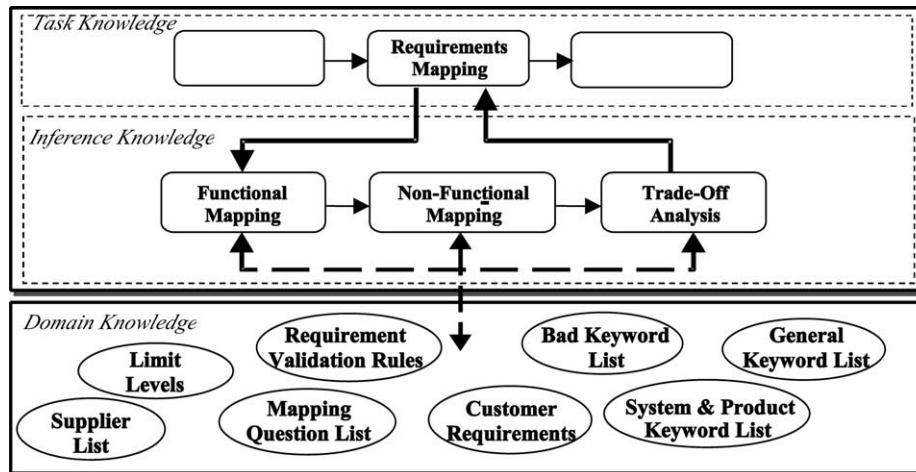 Task Knowledge
Requirements
Mapping
Inference Knowledge
Functional
Mapping
Non-Functional
Mapping
Trade-Off
Analysis
Domain Knowledge
Limit
Levels
Requirement
Validation Rules
Bad Keyword
List
General
Keyword List
Supplier
List
Mapping
Question List
Customer
Requirements
System & Product
Keyword List